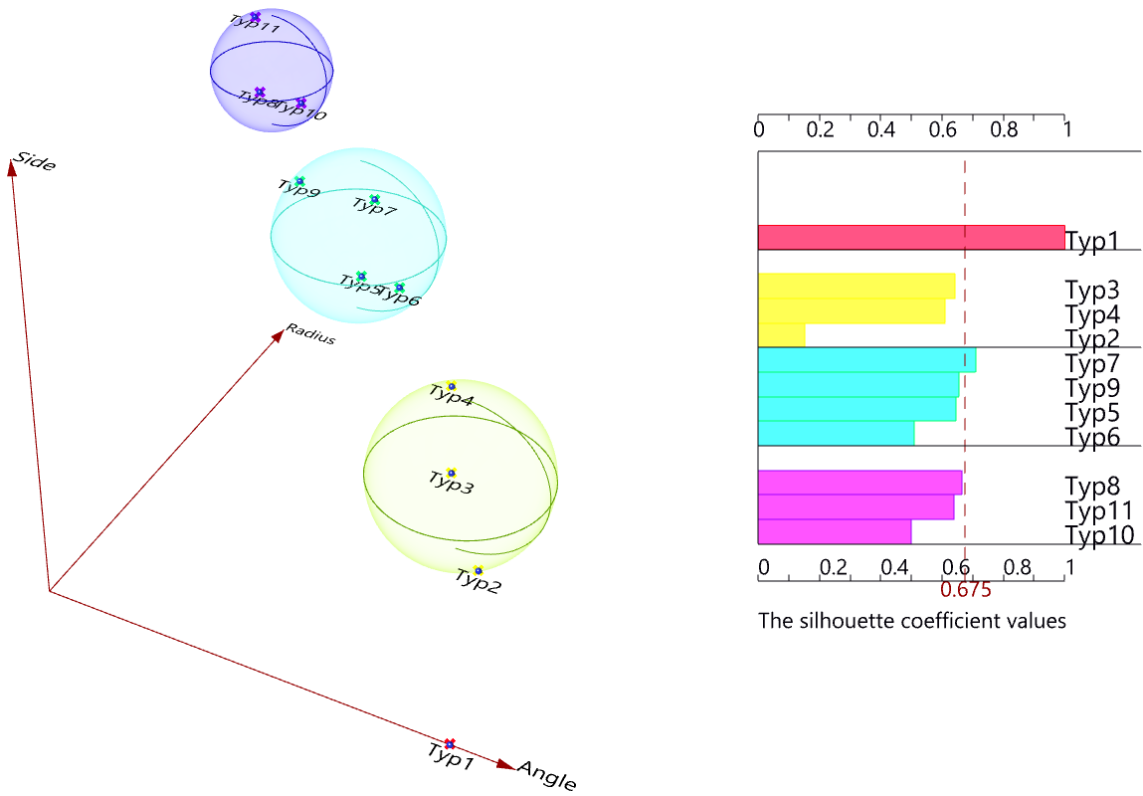 Typ11
Typ8
Typ10
Side
Typ9
Typ7
Typ5
Typ6
Radius
Typ4
Typ3
Typ2
Typ1
Angle
0 0.2 0.4 0.6 0.8 1
Typ1
Typ3
Typ4
Typ2
Typ7
Typ9
Typ5
Typ6
Typ8
Typ11
Typ10
0 0.2 0.4 0.6 0.8 1
0.675
The silhouette coefficient values